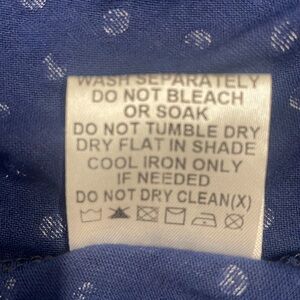 WASH SEPARATELY
DO NOT BLEACH
OR SOAK
DO NOT TUMBLE DRY
DRY FLAT IN SHADE
COOL IRON ONLY
IF NEEDED
DO NOT DRY CLEAN(X)